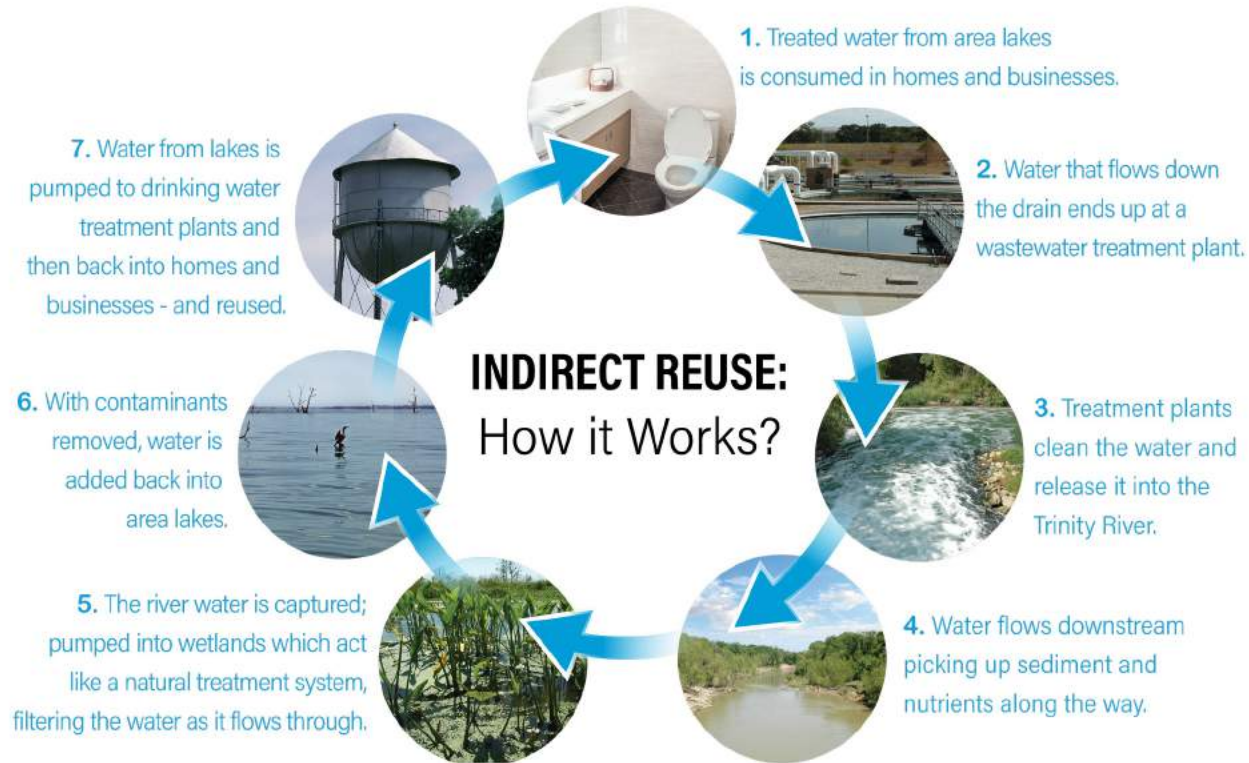 INDIRECT REUSE:
How it Works?
1. Treated water from area lakes
is consumed in homes and businesses.
2. Water that flows down
the drain ends up at a
wastewater treatment plant.
3. Treatment plants
clean the water and
release it into the
Trinity River.
4. Water flows downstream
picking up sediment and
nutrients along the way.
5. The river water is captured;
pumped into wetlands which act
like a natural treatment system,
filtering the water as it flows through.
6. With contaminants
removed, water is
added back into
area lakes.
7. Water from lakes is
pumped to drinking water
treatment plants and
then back into homes and
businesses - and reused.